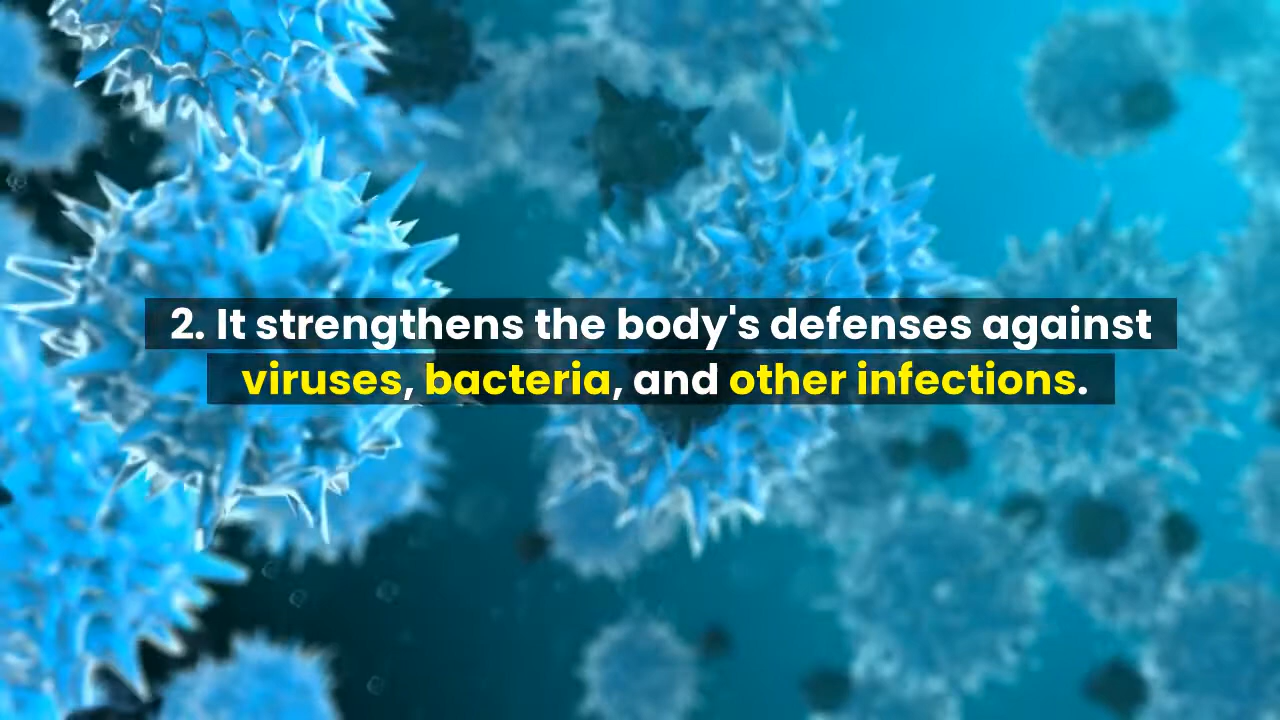 2. It strengthens the body's defenses against
viruses, bacteria, and other infections.